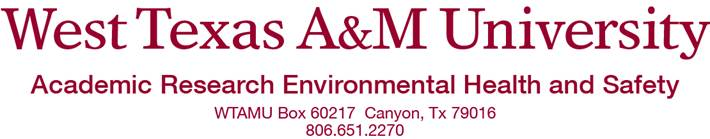 West Texas A&M University
Academic Research Environmental Health and Safety
WTAMU Box 60217 Canyon, Tx 79016
806.651.2270